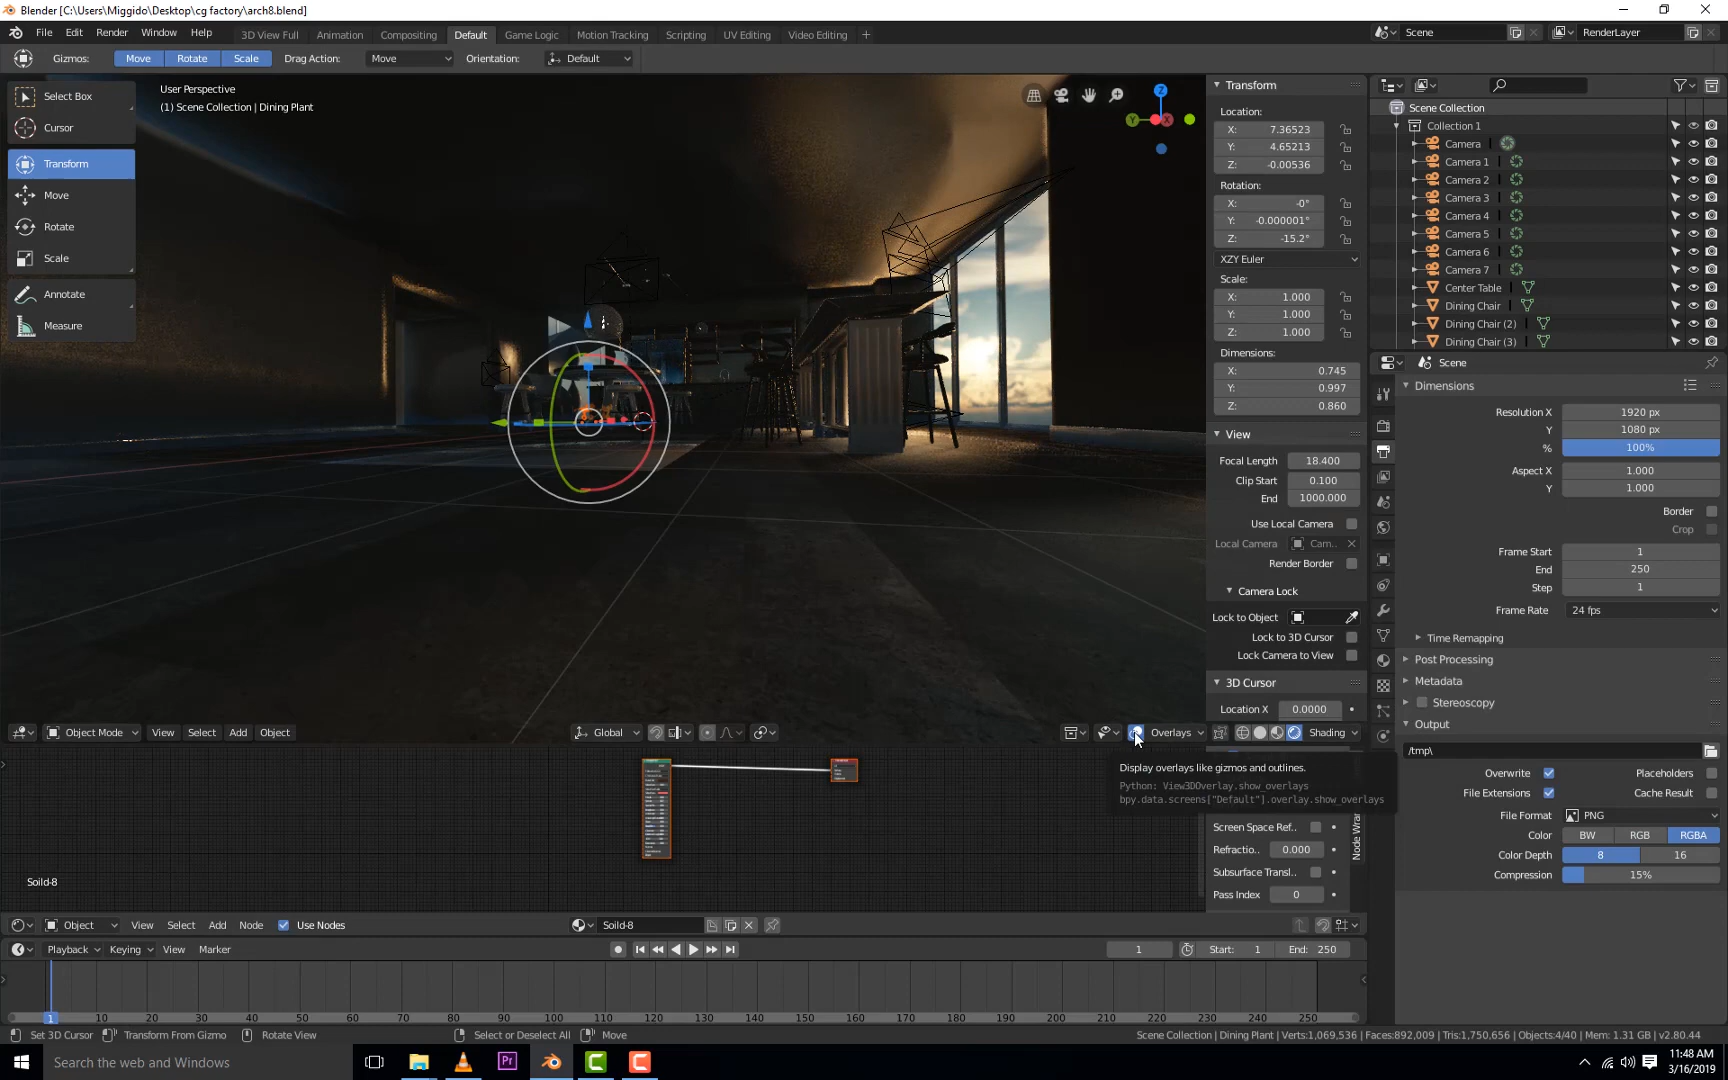 Blender [C:\Users\Miggido\Desktop\cg factory\arch8.blend]
File Edit Render Window Help 3D View Full Animation Compositing Default Game Logic Motion Tracking Scripting UV Editing Video Editing + Scene RenderLayer
Gizmos: Move Rotate Scale Drag Action: Move Orientation: Default
Select Box
Cursor
Transform
Move
Rotate
Scale
Annotate
Measure
User Perspective
(1) Scene Collection | Dining Plant
Z
Y
X
Transform
Location:
X: 7.36523
Y: 4.65213
Z: -0.00536
Rotation:
X: -0°
Y: -0.000001°
Z: -15.2°
XZY Euler
Scale:
X: 1.000
Y: 1.000
Z: 1.000
Dimensions:
X: 0.745
Y: 0.997
Z: 0.860
View
Focal Length 18.400
Clip Start 0.100
End 1000.000
Use Local Camera
Local Camera Cam..
Render Border
Camera Lock
Lock to Object
Lock to 3D Cursor
Lock Camera to View
3D Cursor
Location X 0.0000
Scene Collection
Collection 1
Camera
Camera 1
Camera 2
Camera 3
Camera 4
Camera 5
Camera 6
Camera 7
Center Table
Dining Chair
Dining Chair (2)
Dining Chair (3)
Scene
Dimensions
Resolution X 1920 px
Y 1080 px
% 100%
Aspect X 1.000
Y 1.000
Border
Crop
Frame Start 1
End 250
Step 1
Frame Rate 24 fps
Time Remapping
Post Processing
Metadata
Stereoscopy
Output
/tmp\
Overwrite Placeholders
File Extensions Cache Result
File Format PNG
Color BW RGB RGBA
Color Depth 8 16
Compression 15%
Object Mode View Select Add Object Global Overlays Shading
Display overlays like gizmos and outlines.
Python: View3DOverlay.show_overlays
bpy.data.screens["Default"].overlay.show_overlays
Screen Space Ref..
Refractio.. 0.000
Subsurface Transl..
Pass Index 0
Node Wran
Soild-8
Object View Select Add Node Use Nodes Soild-8
Playback Keying View Marker 1 Start: 1 End: 250
1 10 20 30 40 50 60 70 80 90 100 110 120 130 140 150 160 170 180 190 200 210 220 230 240 250
Set 3D Cursor Transform From Gizmo Rotate View Select or Deselect All Move Scene Collection | Dining Plant | Verts:1,069,536 | Faces:892,009 | Tris:1,750,656 | Objects:4/40 | Mem: 1.31 GB | v2.80.44
Search the web and Windows
Pr
11:48 AM
3/16/2019